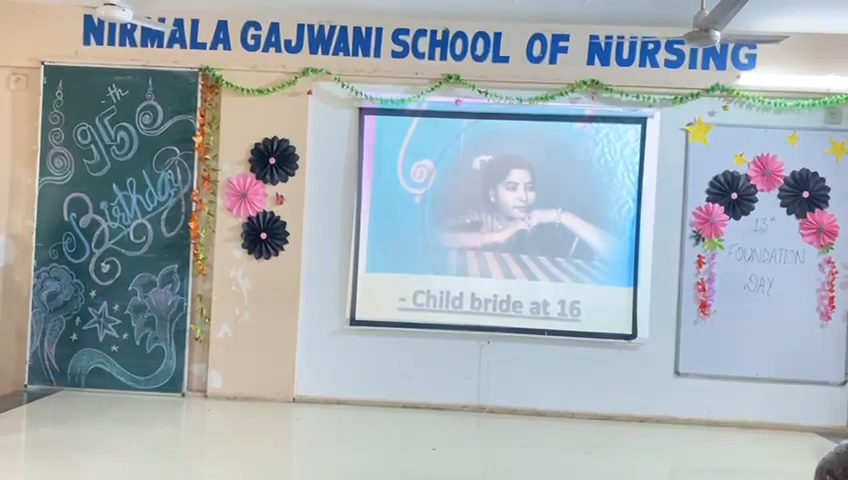 NIRMALA GAJWANI SCHOOL OF NURSING
95th
Birthday
- Child bride at 16
13th
FOUNDATION
DAY